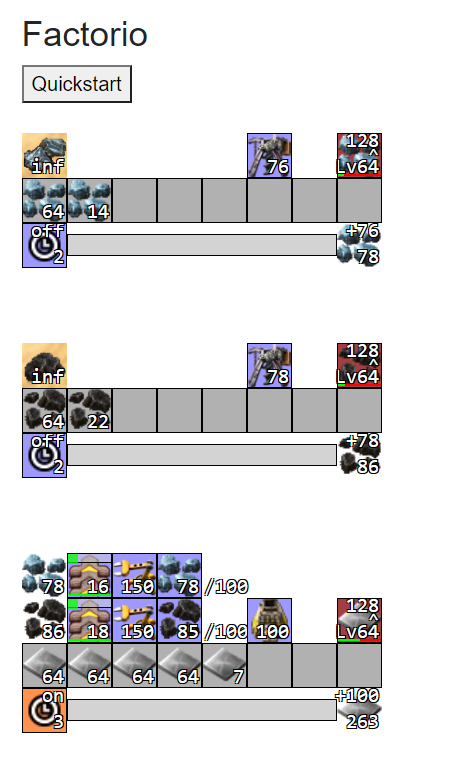 Factorio
Quickstart
128
^
inf 76 Lv64
64 14
off +76
2 78
128
^
inf 78 Lv64
64 22
off +78
2 86
78 16 150 78 /100
128
^
86 18 150 85 /100 100 Lv64
64 64 64 64 7
on +100
3 263